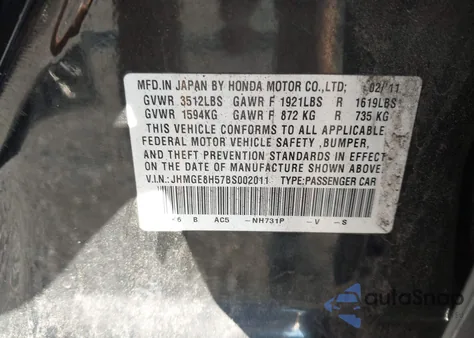 MFD.IN JAPAN BY HONDA MOTOR CO.,LTD; 02/11
GVWR 3512LBS GAWR F 1921LBS R 1619LBS
GVWR 1594KG GAWR F 872 KG R 735 KG
THIS VEHICLE CONFORMS TO ALL APPLICABLE
FEDERAL MOTOR VEHICLE SAFETY ,BUMPER,
AND THEFT PREVENTION STANDARDS IN EFFECT
ON THE DATE OF MANUFACTURE SHOWN ABOVE.
V.I.N.: JHMGE8H57BS002011 TYPE:PASSENGER CAR
-6 B AC5 -NH731P -V -S
autoSnap